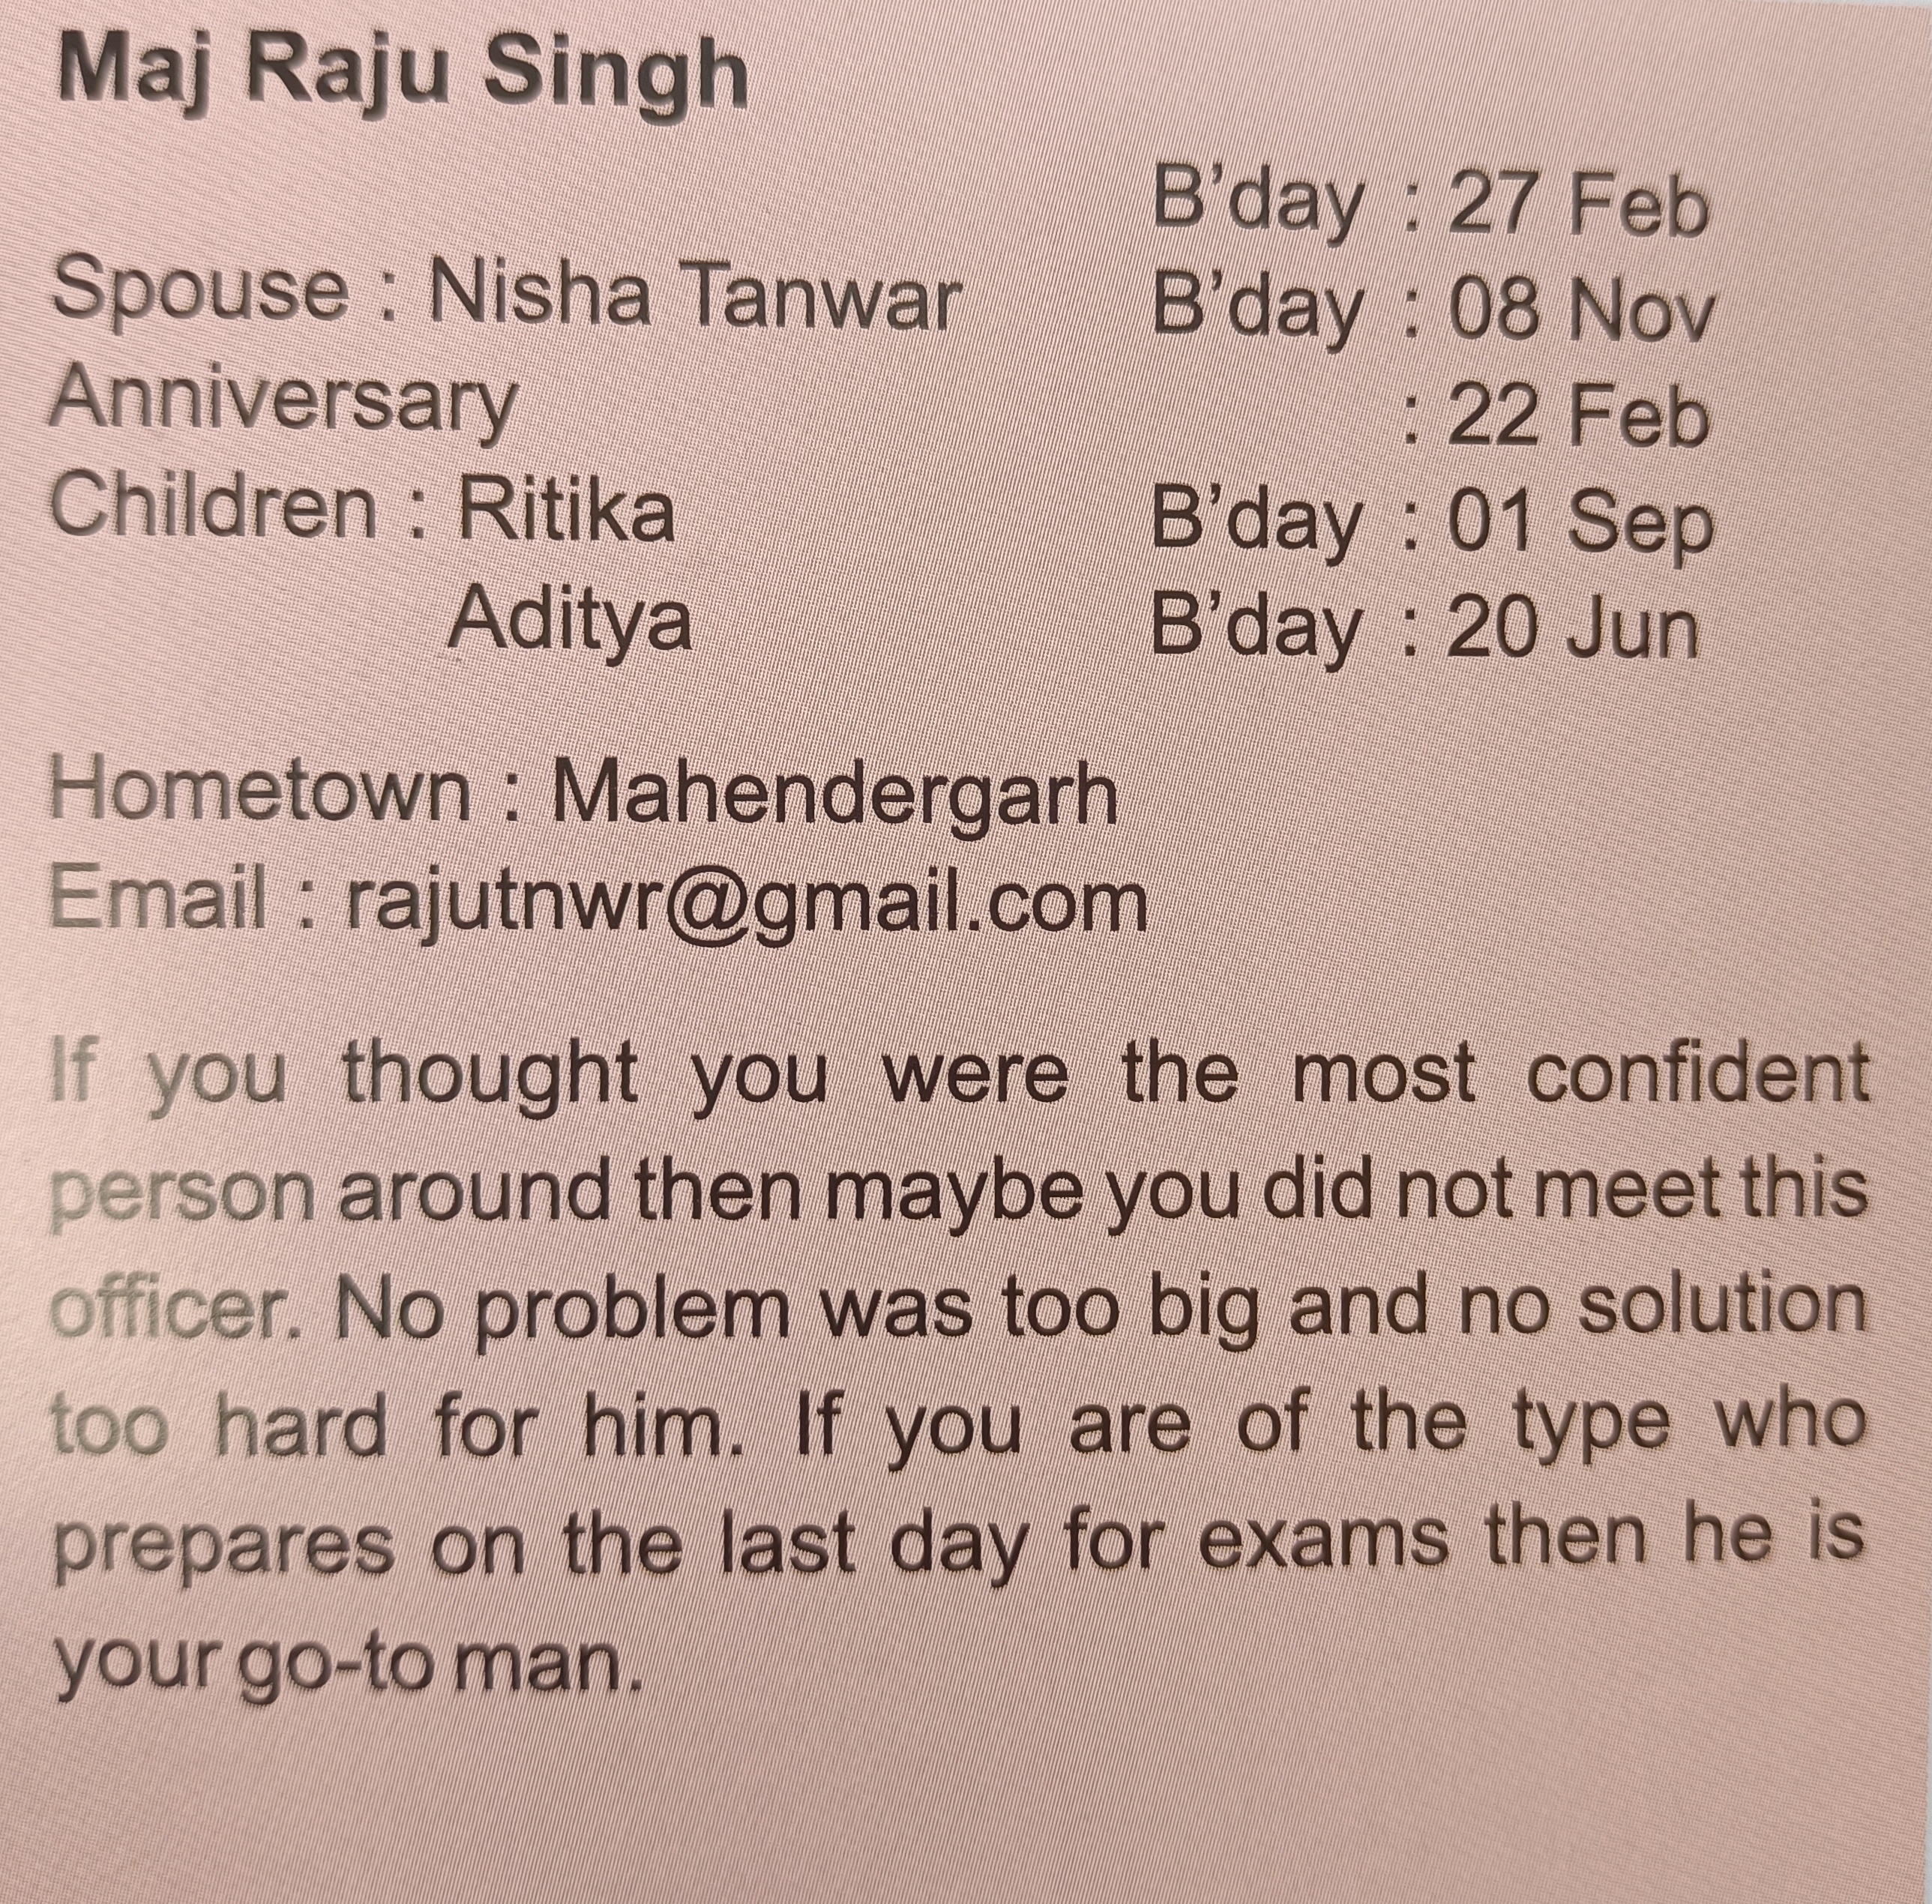 Maj Raju Singh
B'day : 27 Feb
Spouse : Nisha Tanwar B'day : 08 Nov
Anniversary : 22 Feb
Children : Ritika B'day : 01 Sep
Aditya B'day : 20 Jun
Hometown : Mahendergarh
Email : rajutnwr@gmail.com
If you thought you were the most confident
person around then maybe you did not meet this
officer. No problem was too big and no solution
too hard for him. If you are of the type who
prepares on the last day for exams then he is
your go-to man.